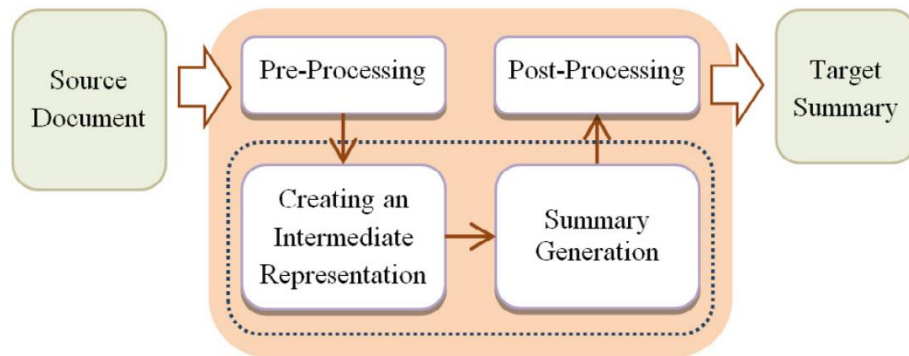 Source
Document
Pre-Processing
Creating an
Intermediate
Representation
Summary
Generation
Post-Processing
Target
Summary